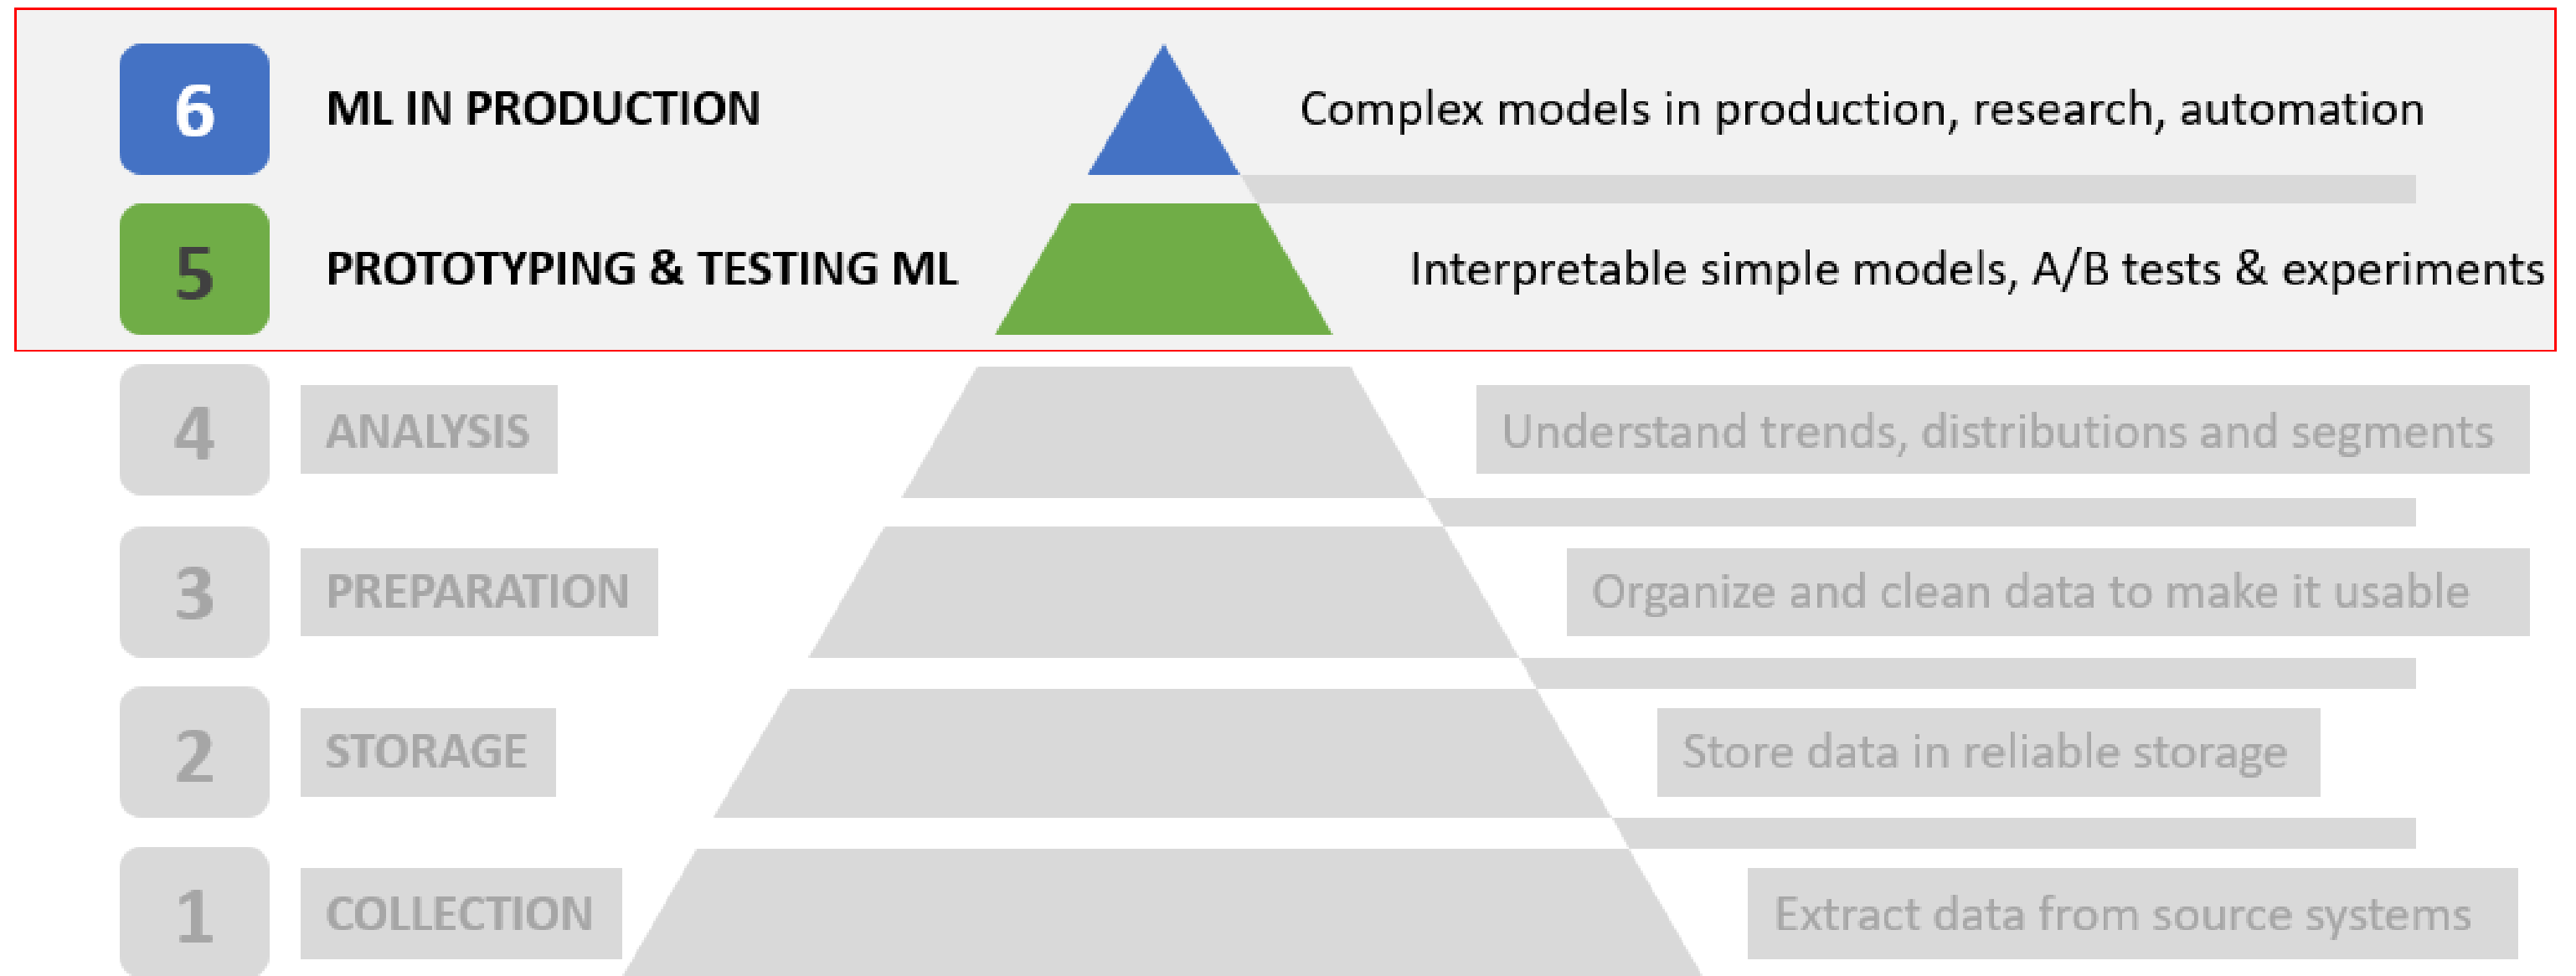 6 ML IN PRODUCTION Complex models in production, research, automation
5 PROTOTYPING & TESTING ML Interpretable simple models, A/B tests & experiments
4 ANALYSIS Understand trends, distributions and segments
3 PREPARATION Organize and clean data to make it usable
2 STORAGE Store data in reliable storage
1 COLLECTION Extract data from source systems